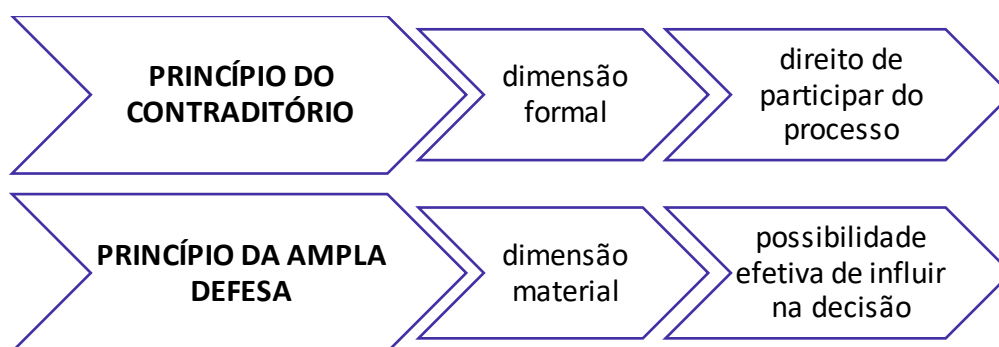 PRINCÍPIO DO
CONTRADITÓRIO
dimensão
formal
direito de
participar do
processo
PRINCÍPIO DA AMPLA
DEFESA
dimensão
material
possibilidade
efetiva de influir
na decisão